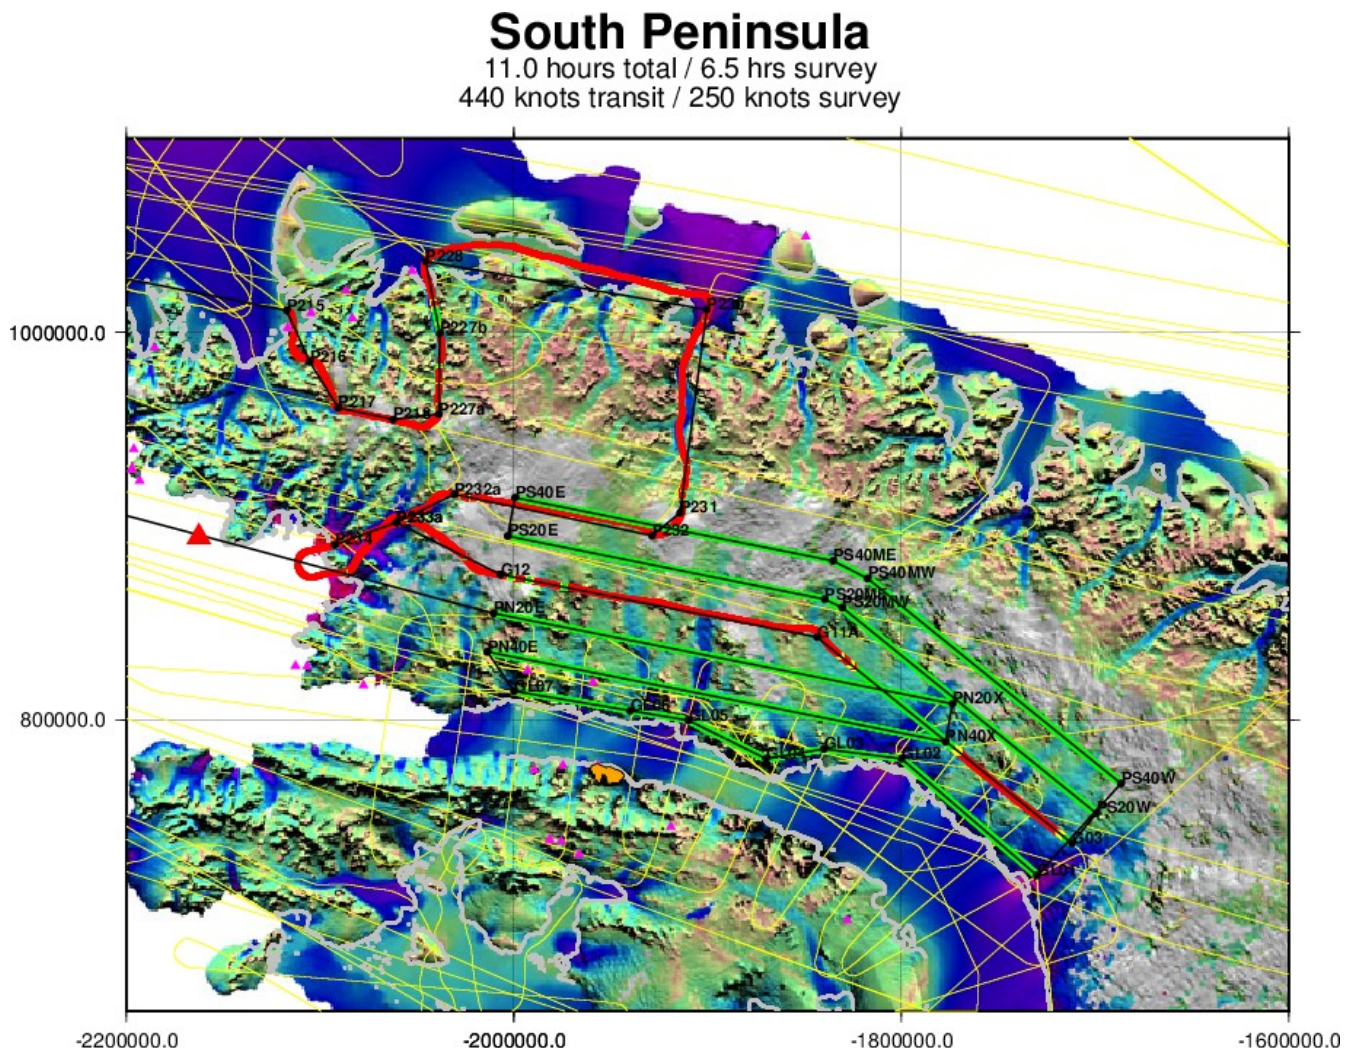 South Peninsula
11.0 hours total / 6.5 hrs survey
440 knots transit / 250 knots survey
P228
P215
P230
1000000.0
P227b
P216
P217
P218
P227a
P232a
PS40E
P231
P233a
PS20E
P232
P234
PS40ME
G12
PS40MW
PS20ME
PS20MW
PN20E
G11A
PN40E
GL07
PN20X
GL06
GL05
800000.0
PN40X
GL03
GL04
GL02
PS40W
PS20W
G03
GL01
-2200000.0
-2000000.0
-1800000.0
-1600000.0